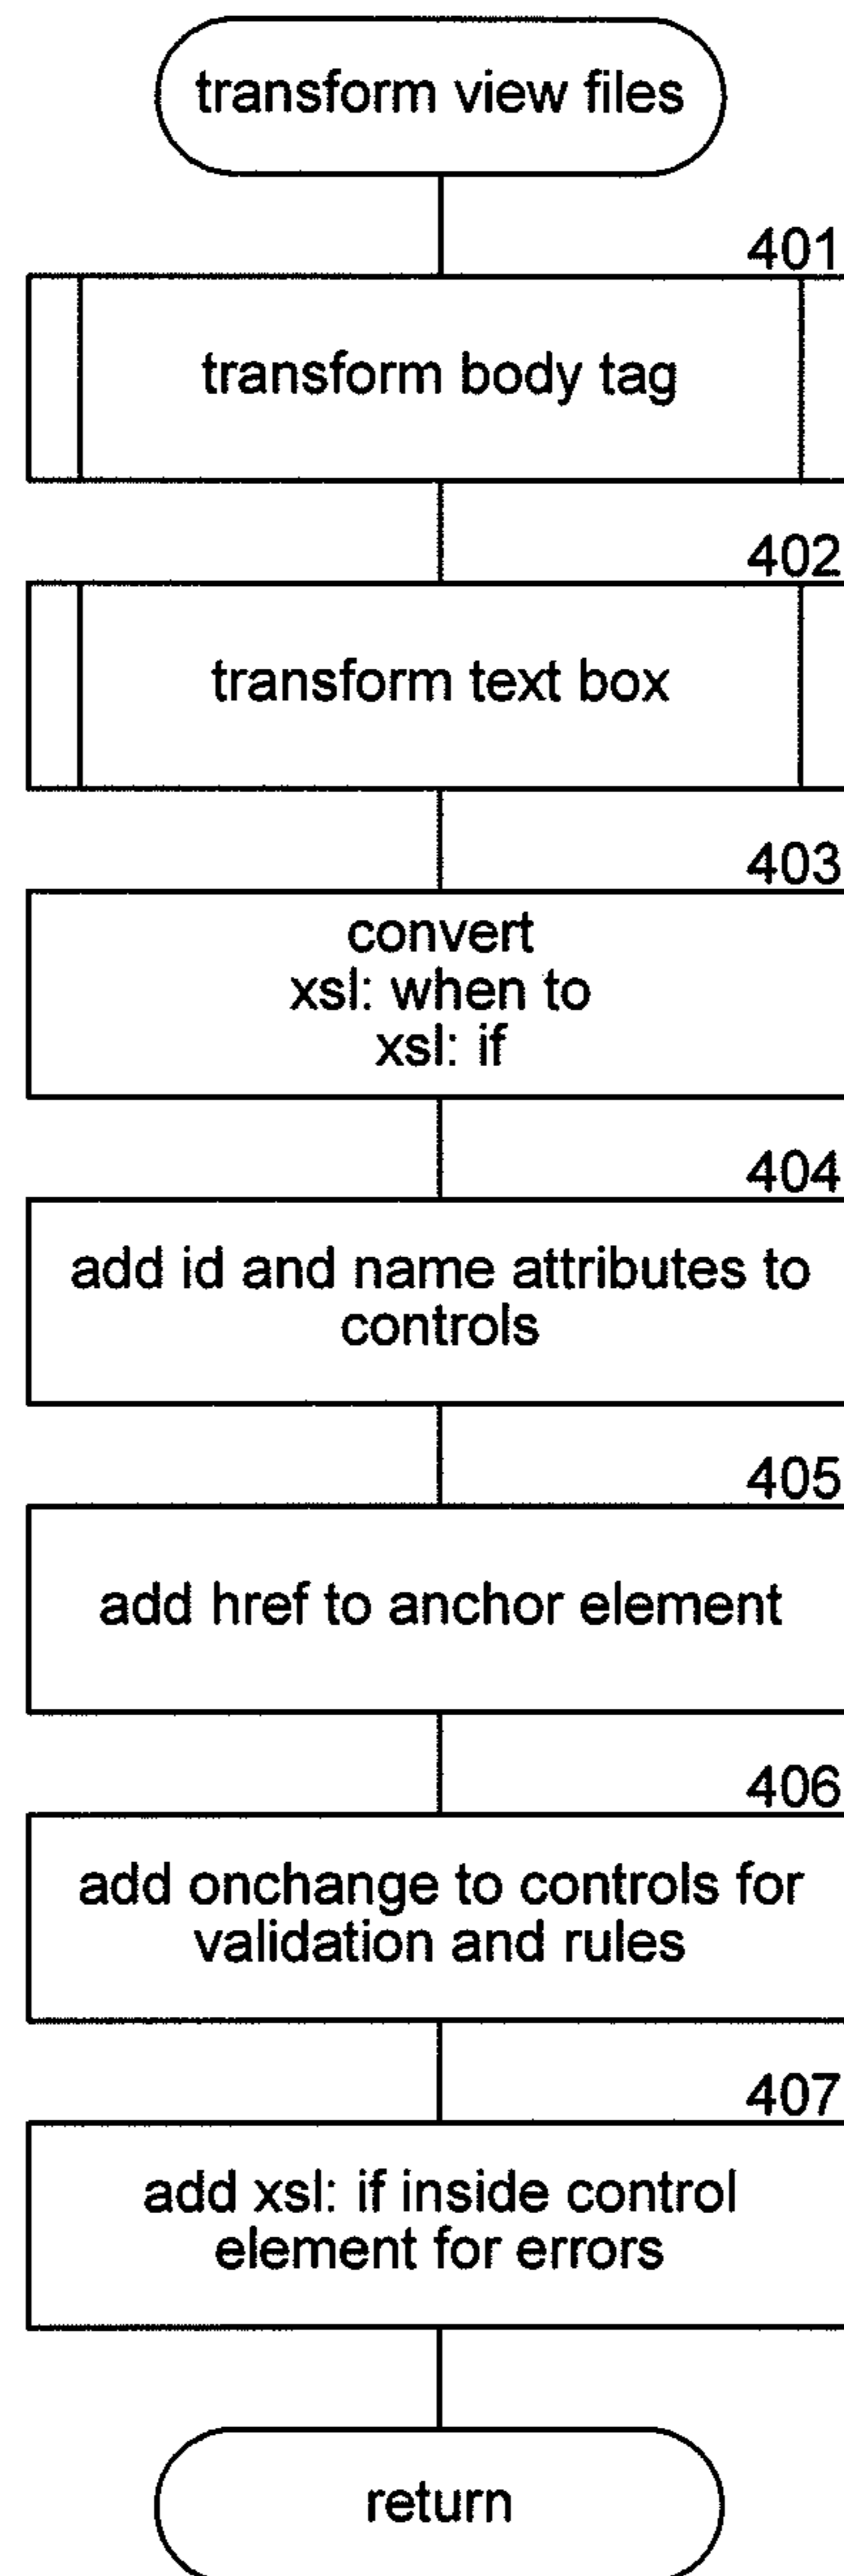 transform view files
401
transform body tag
402
transform text box
403
convert
xsl: when to
xsl: if
404
add id and name attributes to
controls
405
add href to anchor element
406
add onchange to controls for
validation and rules
407
add xsl: if inside control
element for errors
return